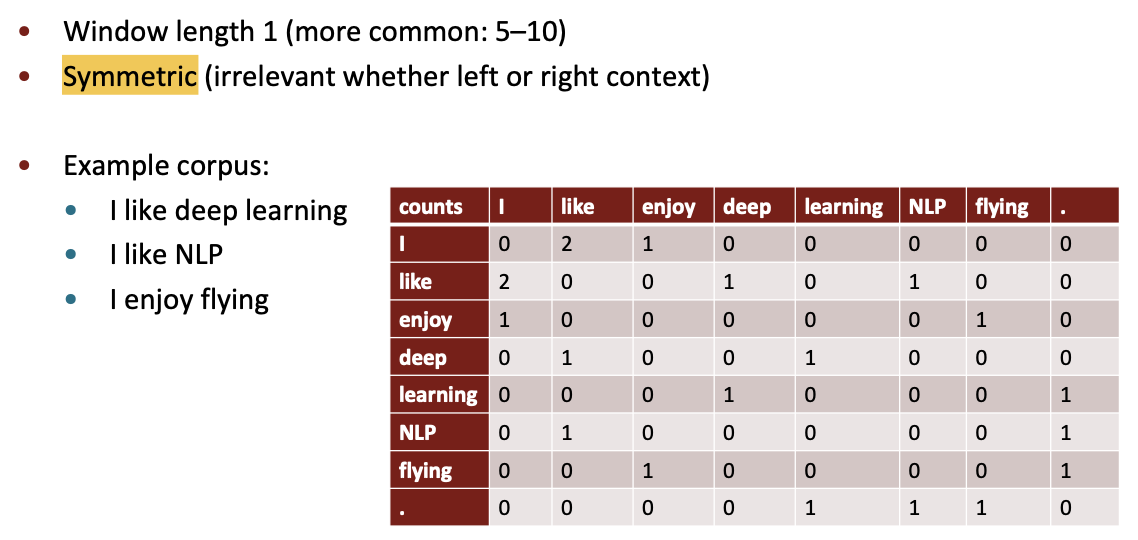 • Window length 1 (more common: 5–10)
• Symmetric (irrelevant whether left or right context)
• Example corpus:
• I like deep learning
• I like NLP
• I enjoy flying
counts I like enjoy deep learning NLP flying .
I 0 2 1 0 0 0 0 0
like 2 0 0 1 0 1 0 0
enjoy 1 0 0 0 0 0 1 0
deep 0 1 0 0 1 0 0 0
learning 0 0 0 1 0 0 0 1
NLP 0 1 0 0 0 0 0 1
flying 0 0 1 0 0 0 0 1
. 0 0 0 0 1 1 1 0